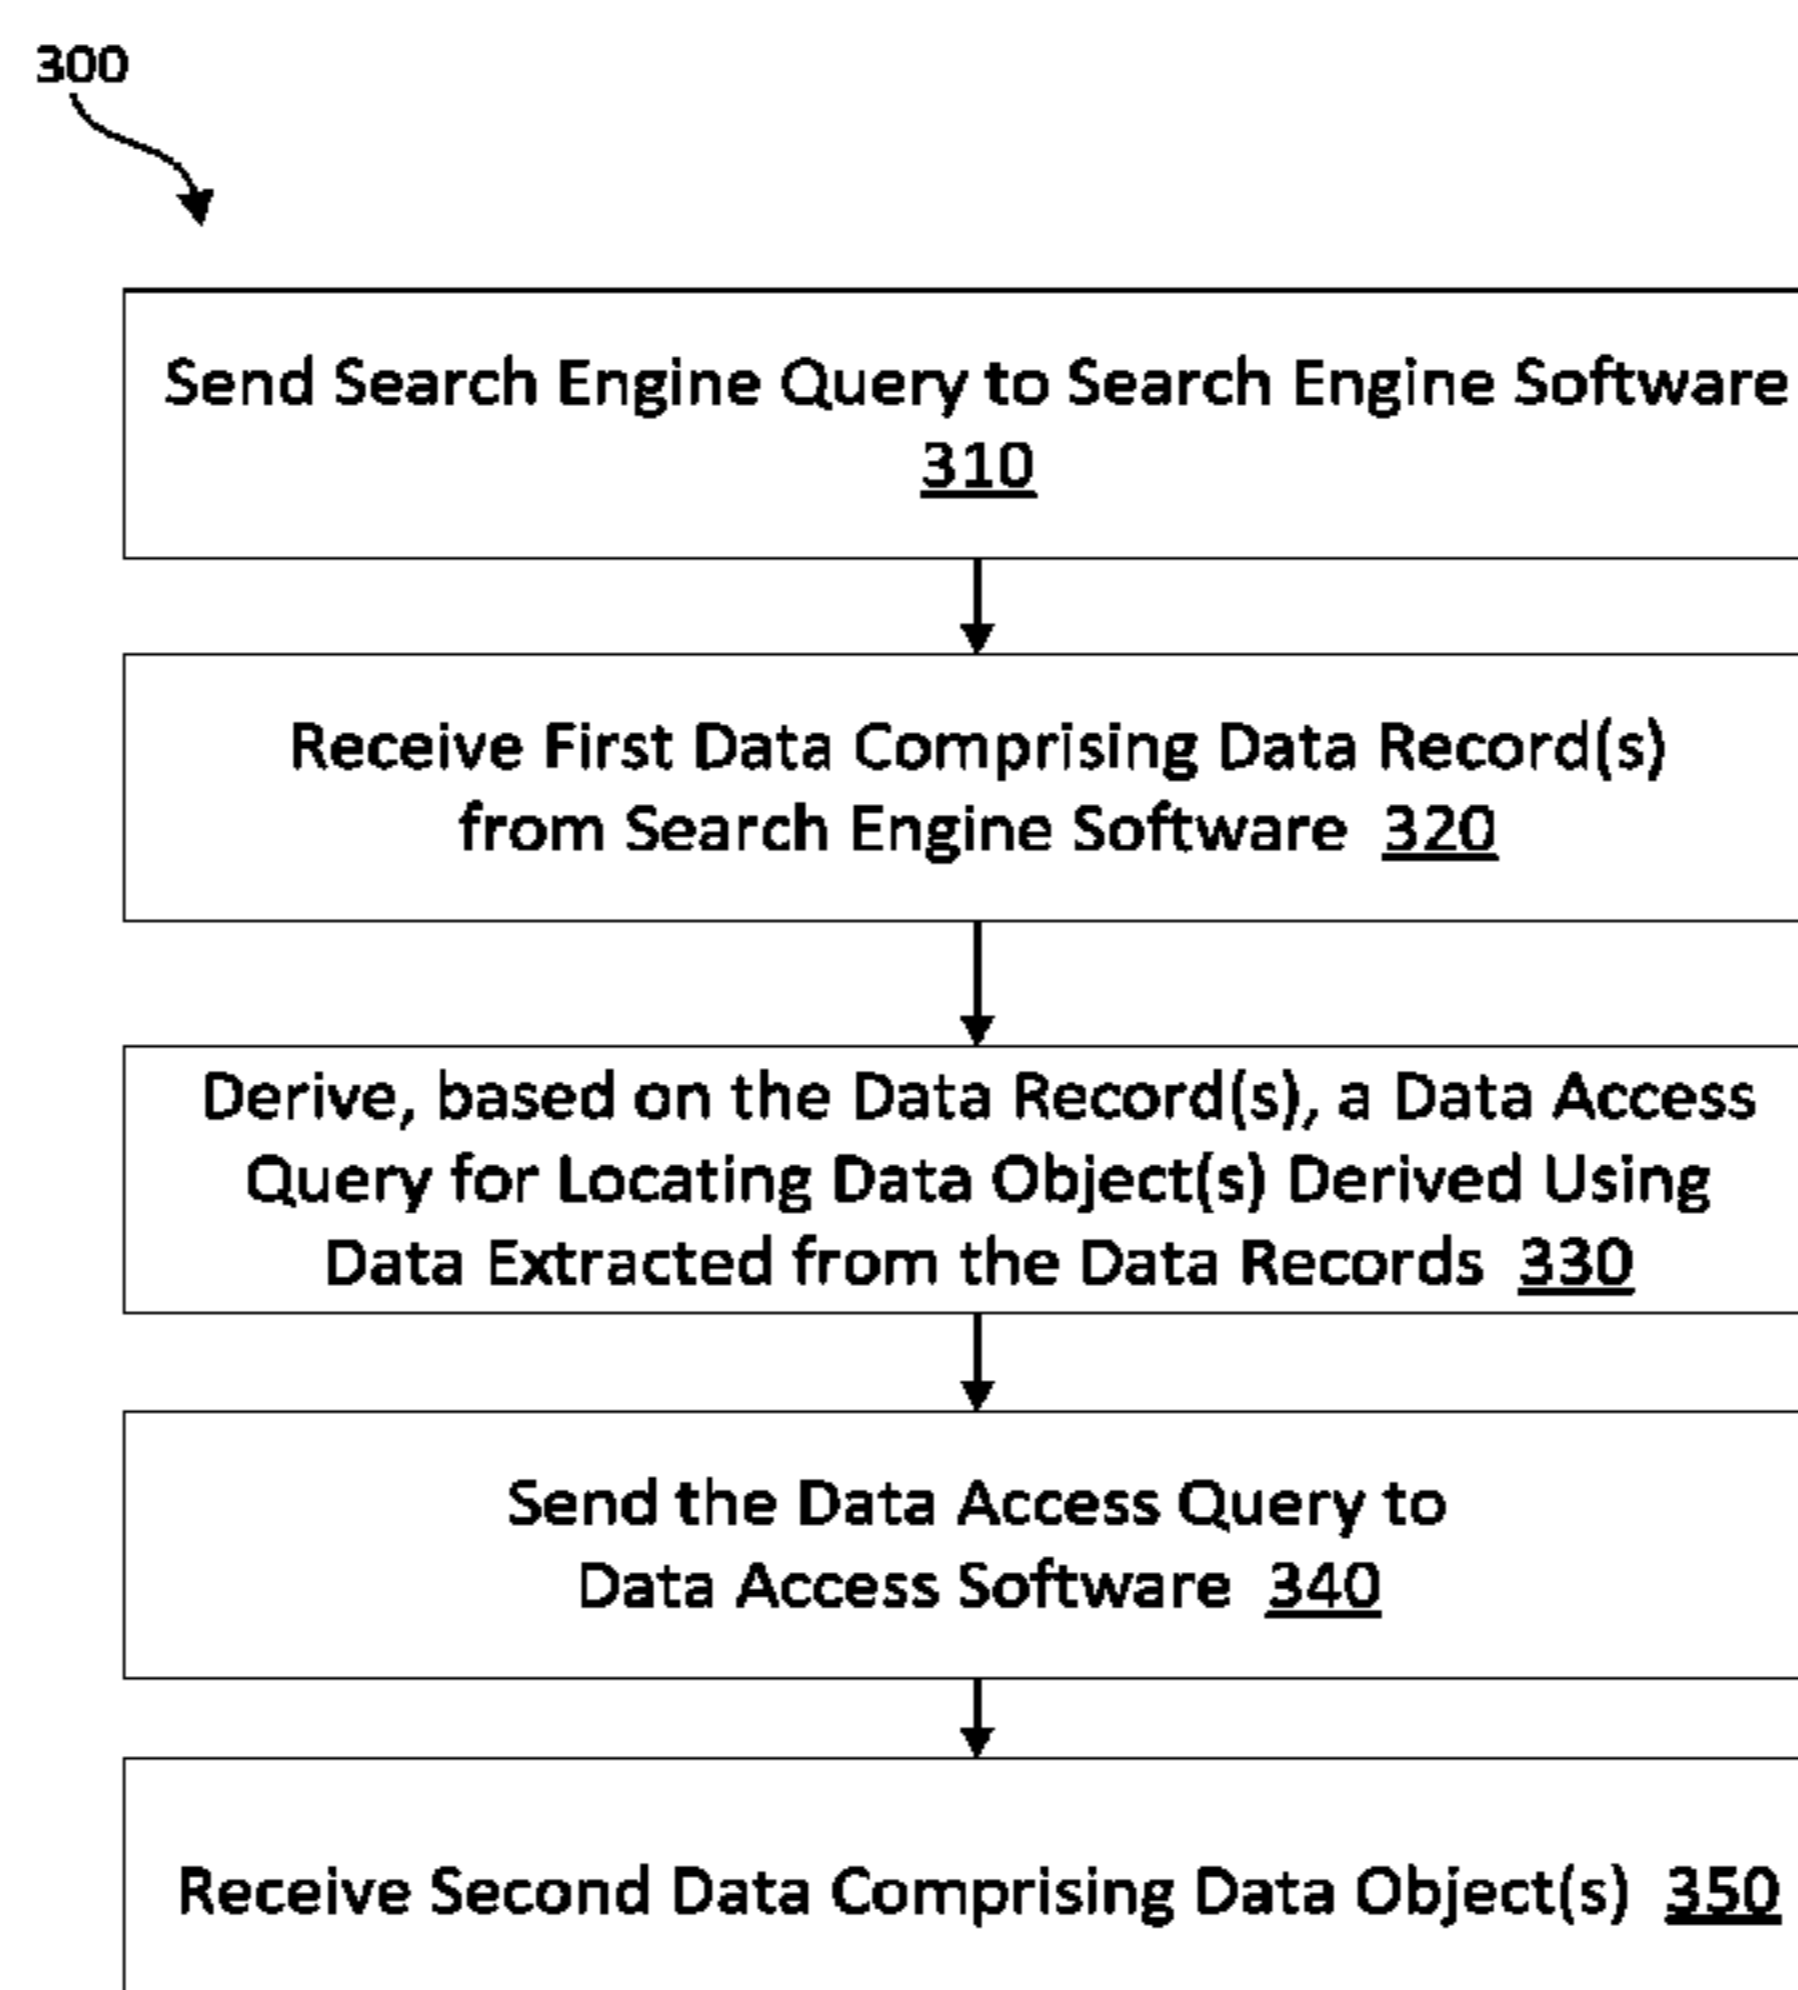 300
Send Search Engine Query to Search Engine Software
310
Receive First Data Comprising Data Record(s)
from Search Engine Software 320
Derive, based on the Data Record(s), a Data Access
Query for Locating Data Object(s) Derived Using
Data Extracted from the Data Records 330
Send the Data Access Query to
Data Access Software 340
Receive Second Data Comprising Data Object(s) 350